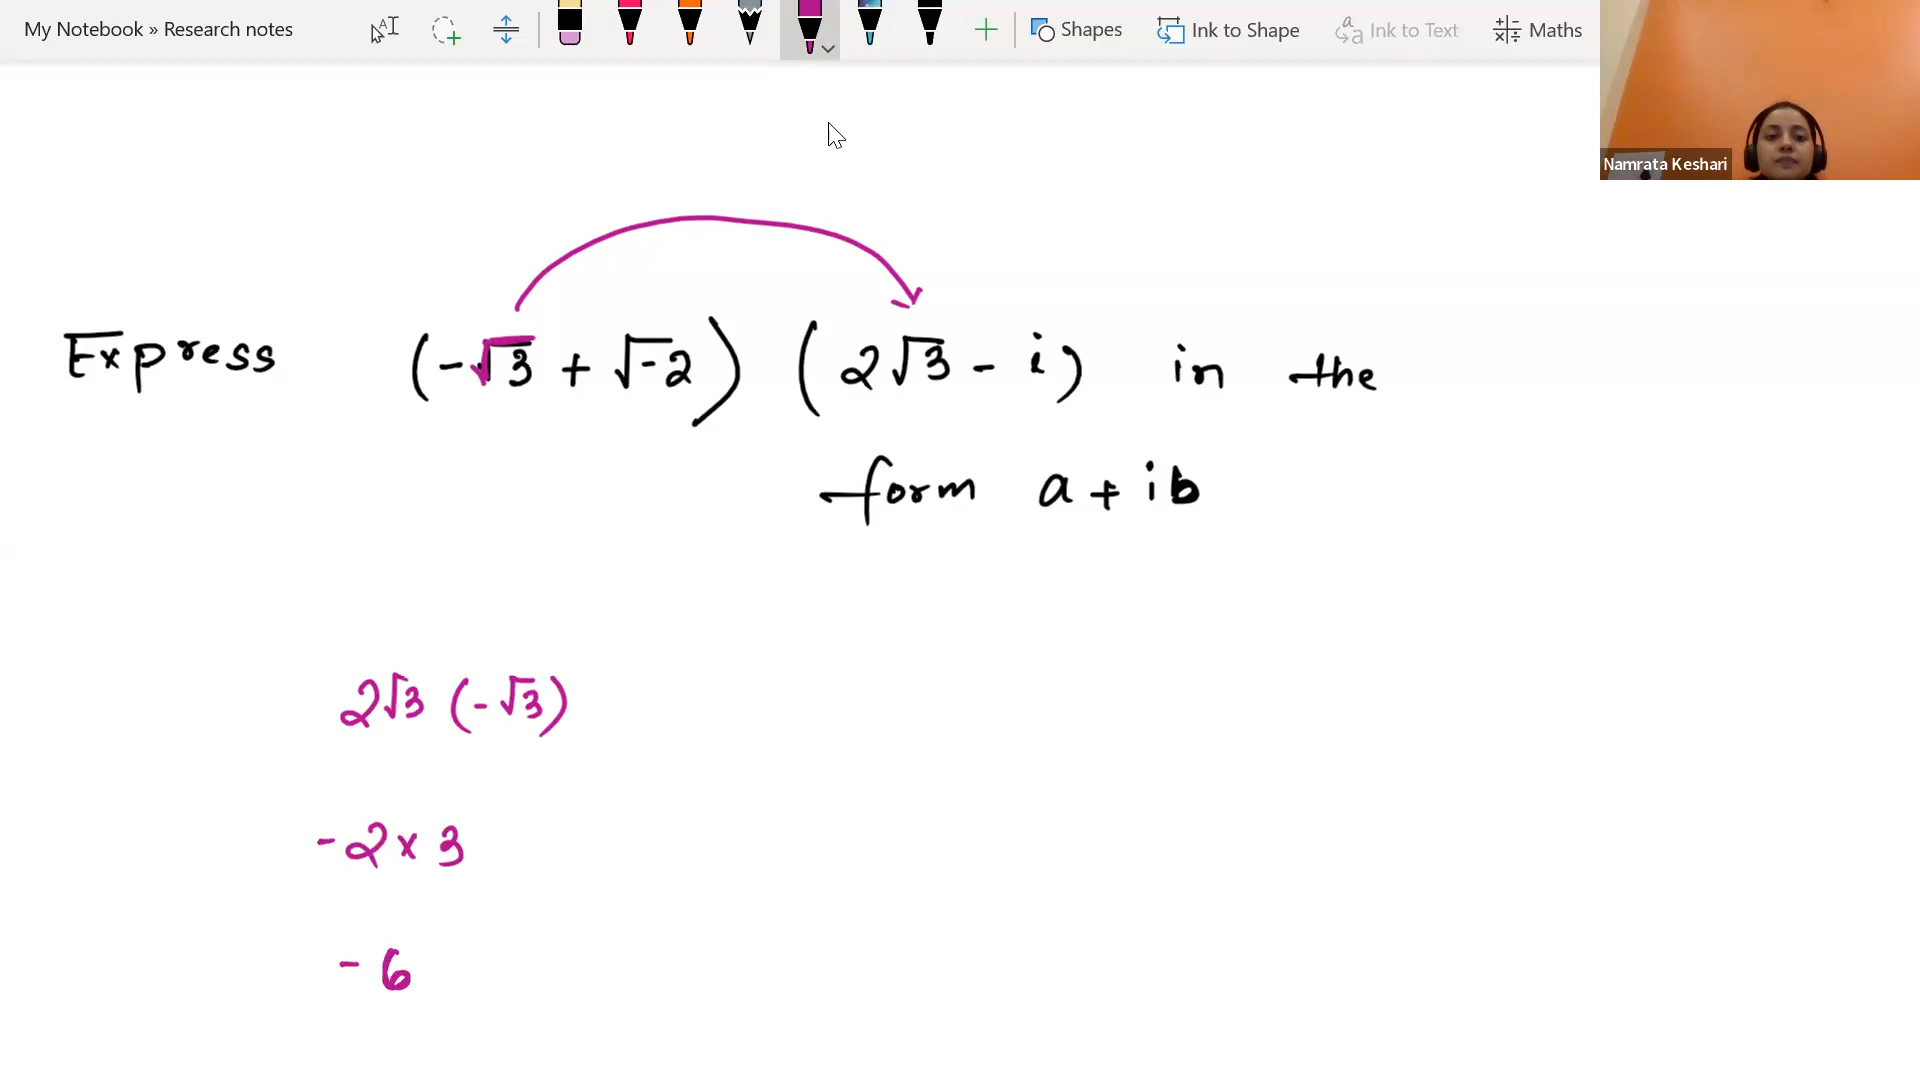 My Notebook » Research notes
Shapes
Ink to Shape
Ink to Text
Maths
Namrata Keshari
Express (-√3 + √-2) (2√3 - i) in the
form a + ib
2√3 (-√3)
- 2 × 3
- 6